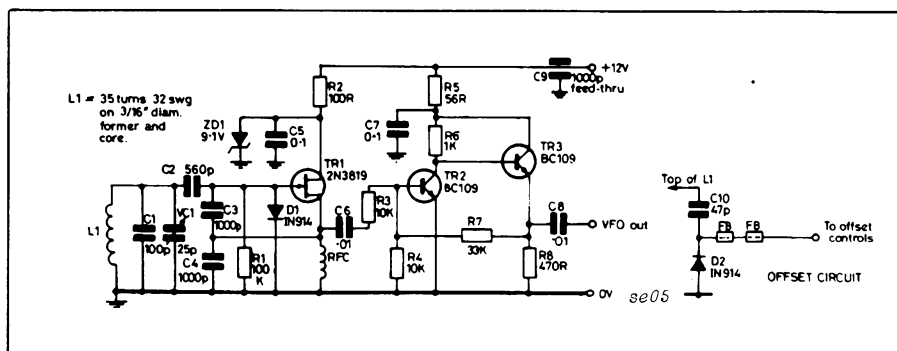 L1 = 35 turns 32 swg
on 3/16" diam.
former and
core.
ZD1
9·1V
C5
0·1
R2
100R
TR1
2N3819
C2 560p
L1
C1
100p
VC1
25p
C3
1000p
C4
1000p
R1
100
K
D1
IN914
C6
·01
RFC
R3
10K
R4
10K
C7
0·1
R5
56R
R6
1K
TR2
BC109
TR3
BC109
R7
33K
R8
470R
C8
·01
C9
1000p
feed-thru
+12V
VFO out
0V
se05
Top of L1
C10
47p
FB
FB
To offset
controls
D2
IN914
OFFSET CIRCUIT